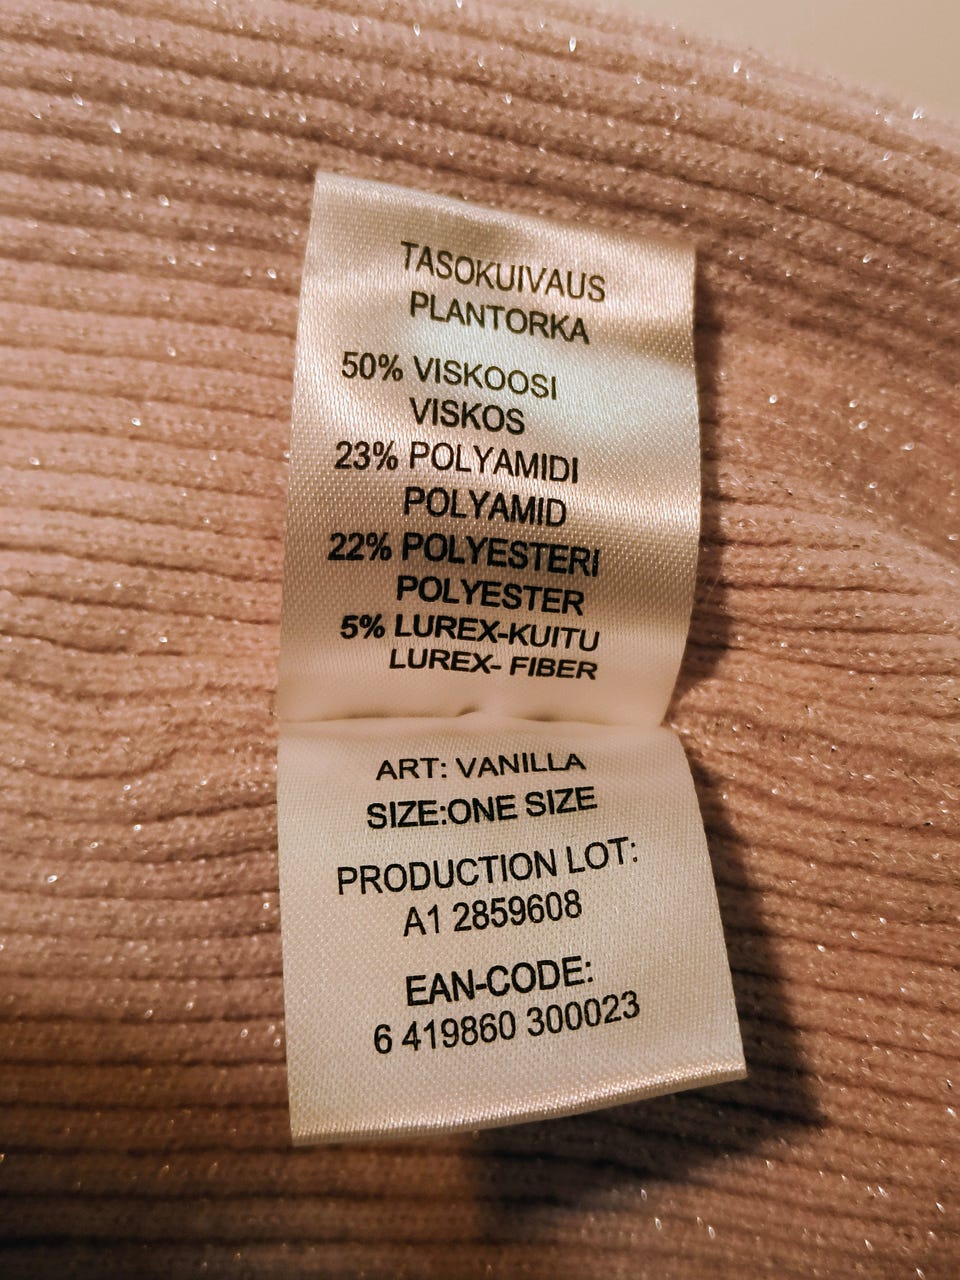 TASOKUIVAUS
PLANTORKA
50% VISKOOSI
VISKOS
23% POLYAMIDI
POLYAMID
22% POLYESTERI
POLYESTER
5% LUREX-KUITU
LUREX- FIBER
ART: VANILLA
SIZE:ONE SIZE
PRODUCTION LOT:
A1 2859608
EAN-CODE:
6 419860 300023